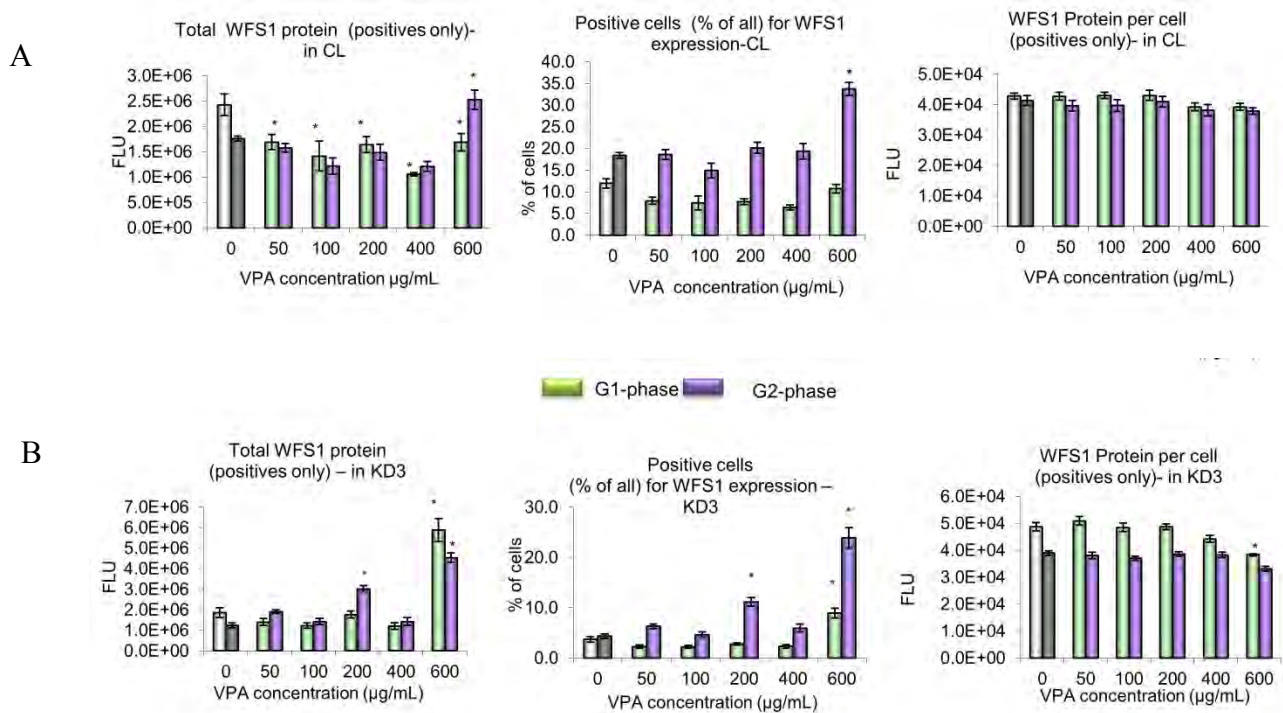 A
Total WFS1 protein (positives only)-
in CL
3.0E+06
2.5E+06
2.0E+06
1.5E+06
1.0E+06
5.0E+05
0.0E+00
FLU
* * * * * *
0 50 100 200 400 600
VPA concentration µg/mL
Positive cells (% of all) for WFS1
expression-CL
40.0
35.0
30.0
25.0
20.0
15.0
10.0
5.0
0.0
% of cells
*
0 50 100 200 400 600
VPA concentration (µg/mL)
WFS1 Protein per cell
(positives only)- in CL
5.0E+04
4.0E+04
3.0E+04
2.0E+04
1.0E+04
0.0E+00
FLU
0 50 100 200 400 600
VPA concentration (µg/mL)
G1-phase G2-phase
B
Total WFS1 protein
(positives only) – in KD3
7.0E+06
6.0E+06
5.0E+06
4.0E+06
3.0E+06
2.0E+06
1.0E+06
0.0E+00
FLU
* * *
0 50 100 200 400 600
VPA concentration (µg/mL)
Positive cells
(% of all) for WFS1 expression –
KD3
30.0
20.0
10.0
0.0
% of cells
* * *
0 50 100 200 400 600
VPA concentration (µg/mL)
WFS1 Protein per cell
(positives only)- in KD3
6.0E+04
5.0E+04
4.0E+04
3.0E+04
2.0E+04
1.0E+04
0.0E+00
FLU
*
0 50 100 200 400 600
VPA concentration (µg/mL)